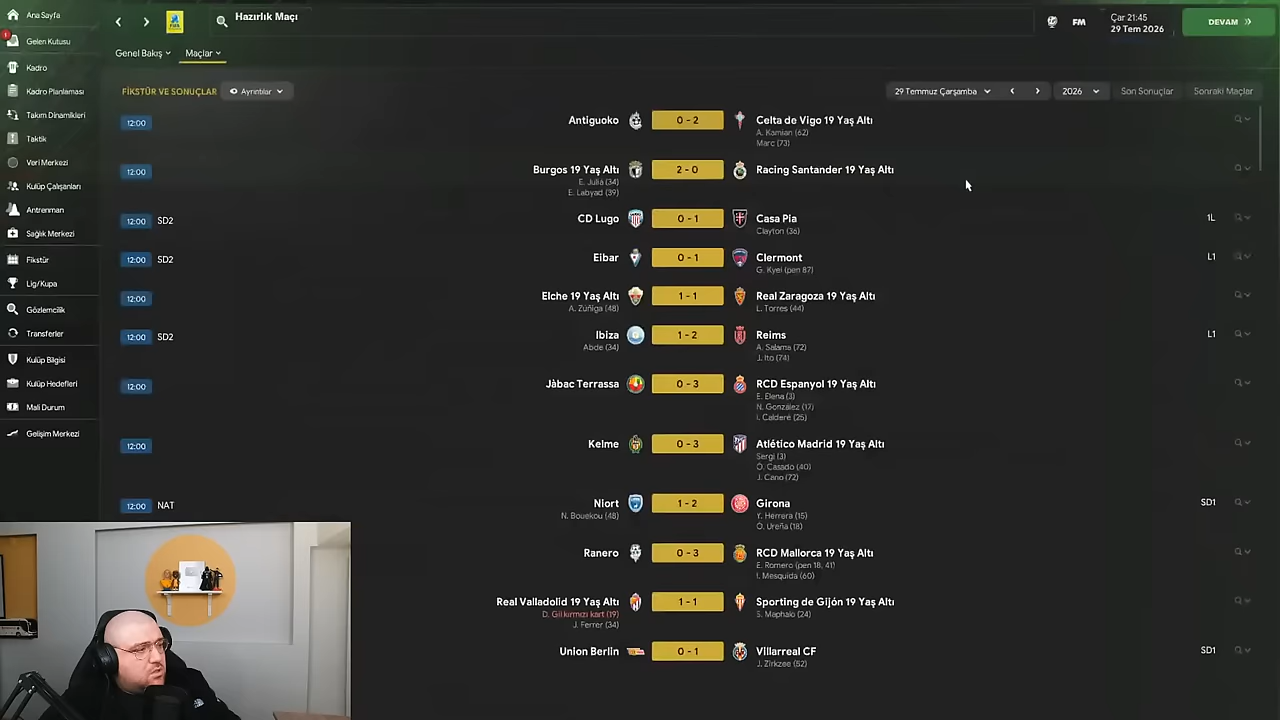 Ana Sayfa
1
Gelen Kutusu
Kadro
Kadro Planlaması
Takım Dinamikleri
Taktik
Veri Merkezi
Kulüp Çalışanları
Antrenman
Sağlık Merkezi
Fikstür
Lig/Kupa
Gözlemcilik
Transferler
Kulüp Bilgisi
Kulüp Hedefleri
Mali Durum
Gelişim Merkezi
Hazırlık Maçı
FM
Çar 21:45
29 Tem 2026
DEVAM
Genel Bakış
Maçlar
FİKSTÜR VE SONUÇLAR
Ayrıntılar
29 Temmuz Çarşamba
2026
Son Sonuçlar
Sonraki Maçlar
12:00 Antiguoko 0 - 2 Celta de Vigo 19 Yaş Altı
A. Kamian (62)
Marc (73)
12:00 Burgos 19 Yaş Altı 2 - 0 Racing Santander 19 Yaş Altı
E. Juliá (34)
E. Labyad (39)
12:00 SD2 CD Lugo 0 - 1 Casa Pia 1L
Clayton (36)
12:00 SD2 Eibar 0 - 1 Clermont L1
G. Kyei (pen 87)
12:00 Elche 19 Yaş Altı 1 - 1 Real Zaragoza 19 Yaş Altı
A. Zúñiga (48) L. Torres (44)
12:00 SD2 Ibiza 1 - 2 Reims L1
Abde (34) A. Salama (72)
J. Ito (74)
12:00 Jàbac Terrassa 0 - 3 RCD Espanyol 19 Yaş Altı
E. Elena (3)
N. González (17)
I. Calderé (25)
12:00 Kelme 0 - 3 Atlético Madrid 19 Yaş Altı
Sergi (3)
Ó. Casado (40)
J. Cano (72)
12:00 NAT Niort 1 - 2 Girona SD1
N. Bouekou (48) Y. Herrera (15)
Ó. Ureña (18)
Ranero 0 - 3 RCD Mallorca 19 Yaş Altı
E. Romero (pen 18, 41)
I. Mesquida (60)
Real Valladolid 19 Yaş Altı 1 - 1 Sporting de Gijón 19 Yaş Altı
D. Gil kırmızı kart (19) S. Maphalo (24)
J. Ferrer (34)
Union Berlin 0 - 1 Villarreal CF SD1
J. Zirkzee (52)